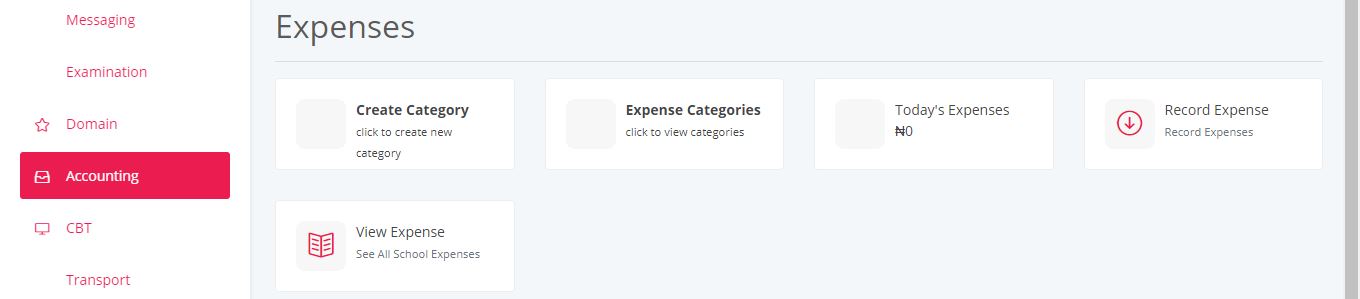 Messaging
Examination
Domain
Accounting
CBT
Transport
Expenses
Create Category
click to create new
category
Expense Categories
click to view categories
Today's Expenses
₦0
Record Expense
Record Expenses
View Expense
See All School Expenses